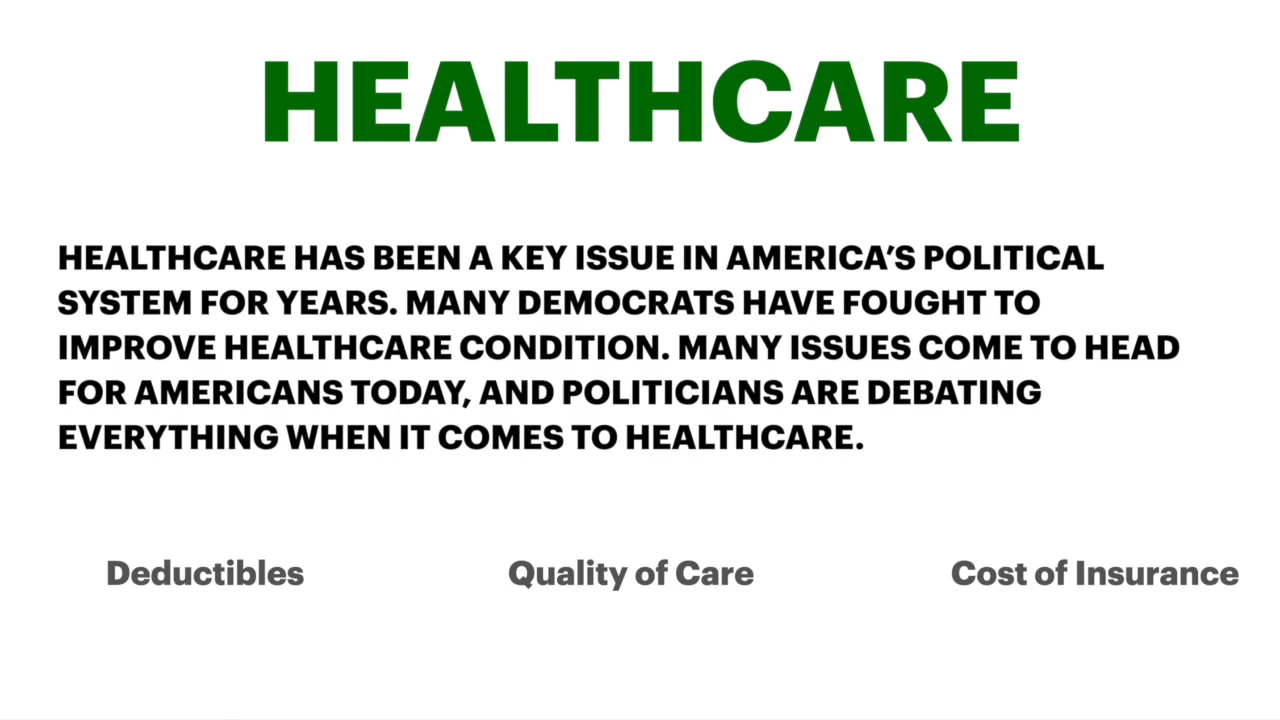 HEALTHCARE
HEALTHCARE HAS BEEN A KEY ISSUE IN AMERICA’S POLITICAL
SYSTEM FOR YEARS. MANY DEMOCRATS HAVE FOUGHT TO
IMPROVE HEALTHCARE CONDITION. MANY ISSUES COME TO HEAD
FOR AMERICANS TODAY, AND POLITICIANS ARE DEBATING
EVERYTHING WHEN IT COMES TO HEALTHCARE.
Deductibles
Quality of Care
Cost of Insurance